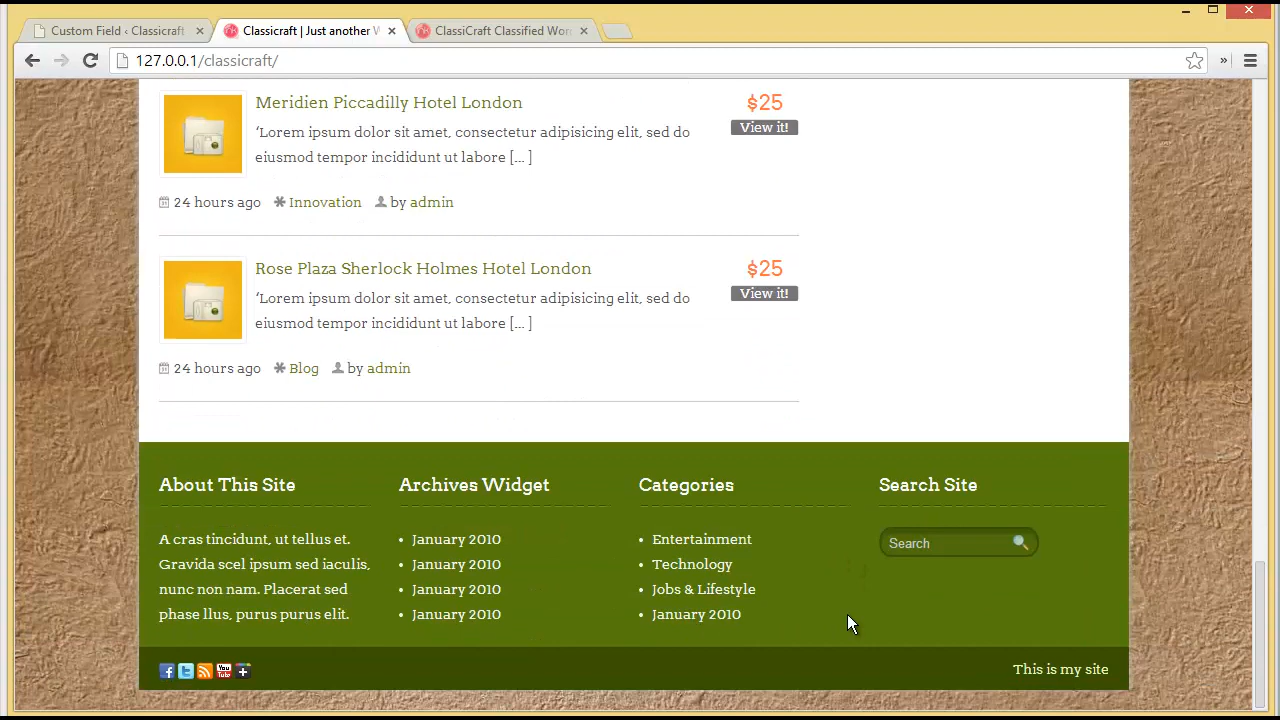 Custom Field ‹ Classicraft
Classicraft | Just another W
ClassiCraft Classified Wor
127.0.0.1/classicraft/
Meridien Piccadilly Hotel London
$25
‘Lorem ipsum dolor sit amet, consectetur adipisicing elit, sed do
View it!
eiusmod tempor incididunt ut labore [... ]
24 hours ago Innovation by admin
Rose Plaza Sherlock Holmes Hotel London
$25
‘Lorem ipsum dolor sit amet, consectetur adipisicing elit, sed do
View it!
eiusmod tempor incididunt ut labore [... ]
24 hours ago Blog by admin
About This Site
A cras tincidunt, ut tellus et.
Gravida scel ipsum sed iaculis,
nunc non nam. Placerat sed
phase llus, purus purus elit.
Archives Widget
• January 2010
• January 2010
• January 2010
• January 2010
Categories
• Entertainment
• Technology
• Jobs & Lifestyle
• January 2010
Search Site
Search
You Tube
This is my site